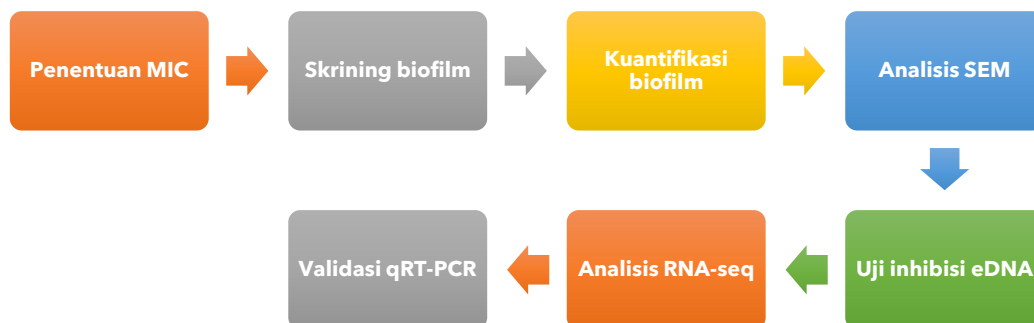 Penentuan MIC
Skrining biofilm
Kuantifikasi
biofilm
Analisis SEM
Uji inhibisi eDNA
Analisis RNA-seq
Validasi qRT-PCR